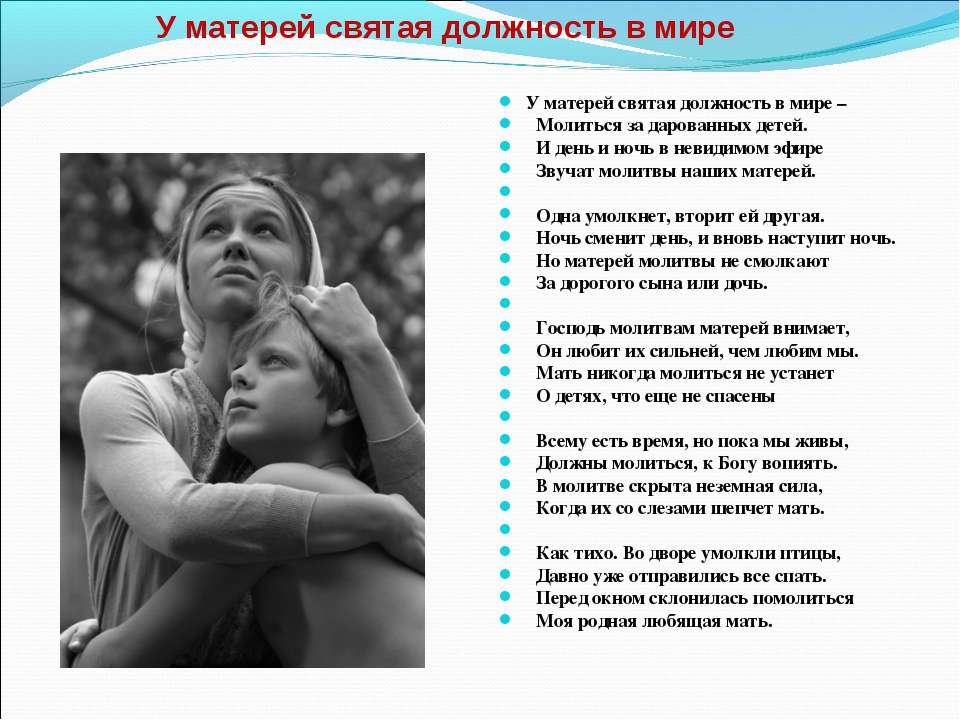 У матерей святая должность в мире
У матерей святая должность в мире –
Молиться за дарованных детей.
И день и ночь в невидимом эфире
Звучат молитвы наших матерей.
Одна умолкнет, вторит ей другая.
Ночь сменит день, и вновь наступит ночь.
Но матерей молитвы не смолкают
За дорогого сына или дочь.
Господь молитвам матерей внимает,
Он любит их сильней, чем любим мы.
Мать никогда молиться не устанет
О детях, что еще не спасены
Всему есть время, но пока мы живы,
Должны молиться, к Богу вопиять.
В молитве скрыта неземная сила,
Когда их со слезами шепчет мать.
Как тихо. Во дворе умолкли птицы,
Давно уже отправились все спать.
Перед окном склонилась помолиться
Моя родная любящая мать.